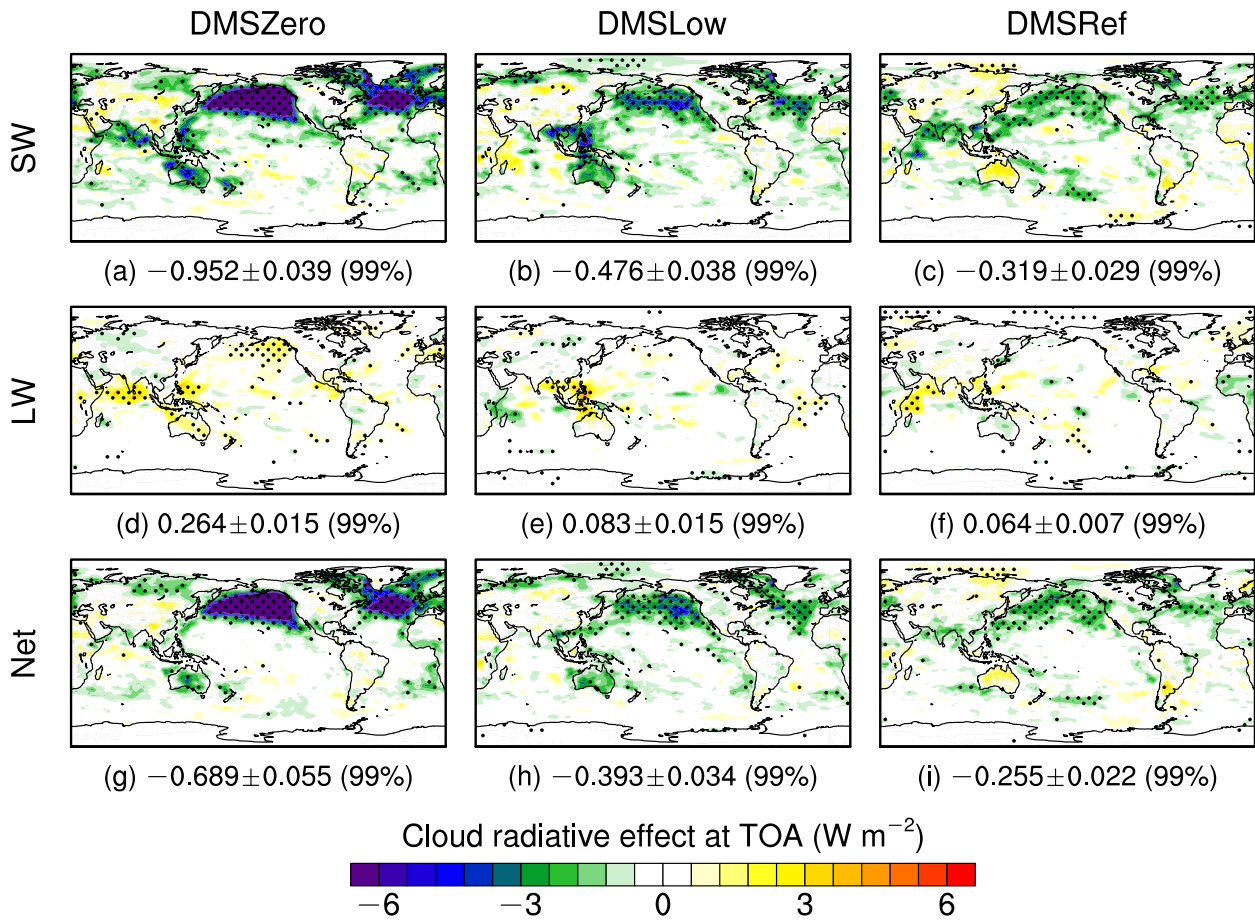 DMSZero DMSLow DMSRef
SW
(a) −0.952±0.039 (99%) (b) −0.476±0.038 (99%) (c) −0.319±0.029 (99%)
LW
(d) 0.264±0.015 (99%) (e) 0.083±0.015 (99%) (f) 0.064±0.007 (99%)
Net
(g) −0.689±0.055 (99%) (h) −0.393±0.034 (99%) (i) −0.255±0.022 (99%)
Cloud radiative effect at TOA (W m⁻²)
−6 −3 0 3 6